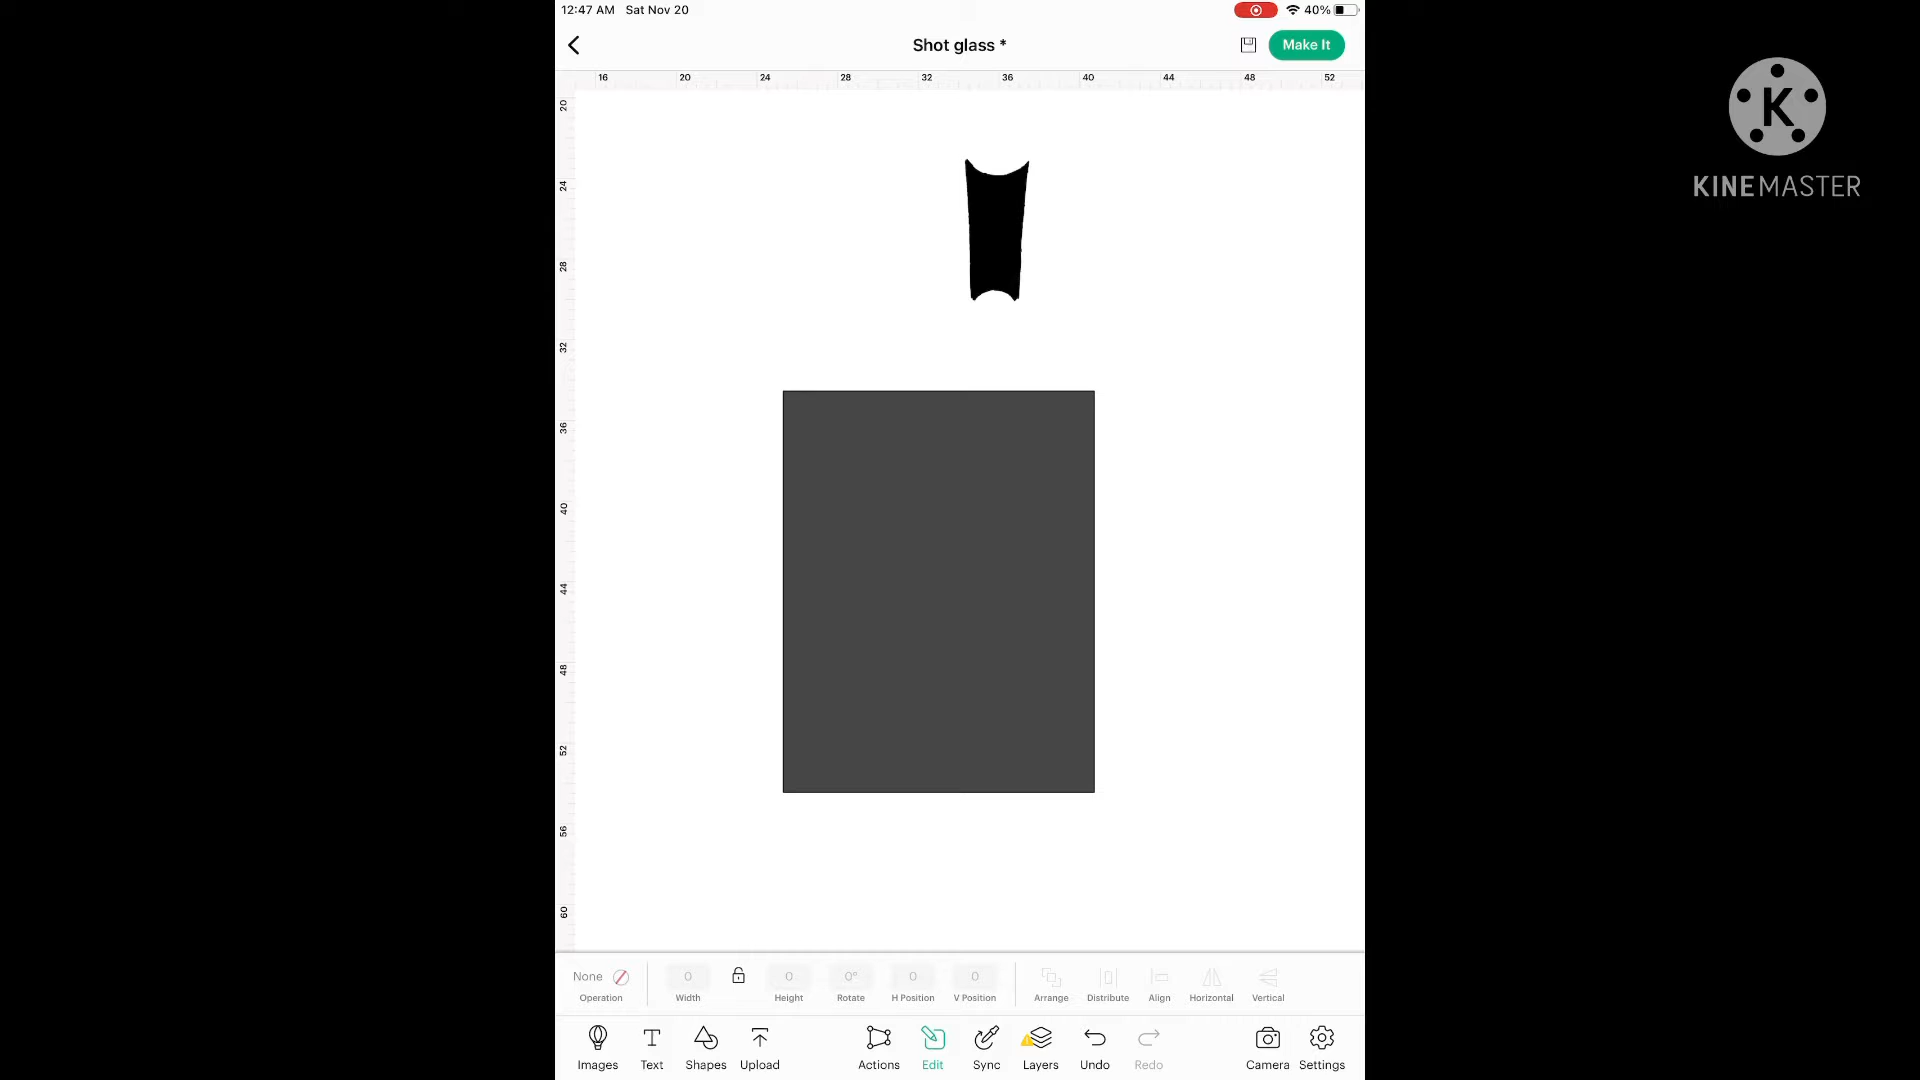 12:47 AM Sat Nov 20
40%
Shot glass *
Make It
16 20 24 28 32 36 40 44 48 52
20
24
28
32
36
40
44
48
52
56
60
K
KINEMASTER
None 0 0 0° 0 0
Operation Width Height Rotate H Position V Position Arrange Distribute Align Horizontal Vertical
Images Text Shapes Upload Actions Edit Sync Layers Undo Redo Camera Settings